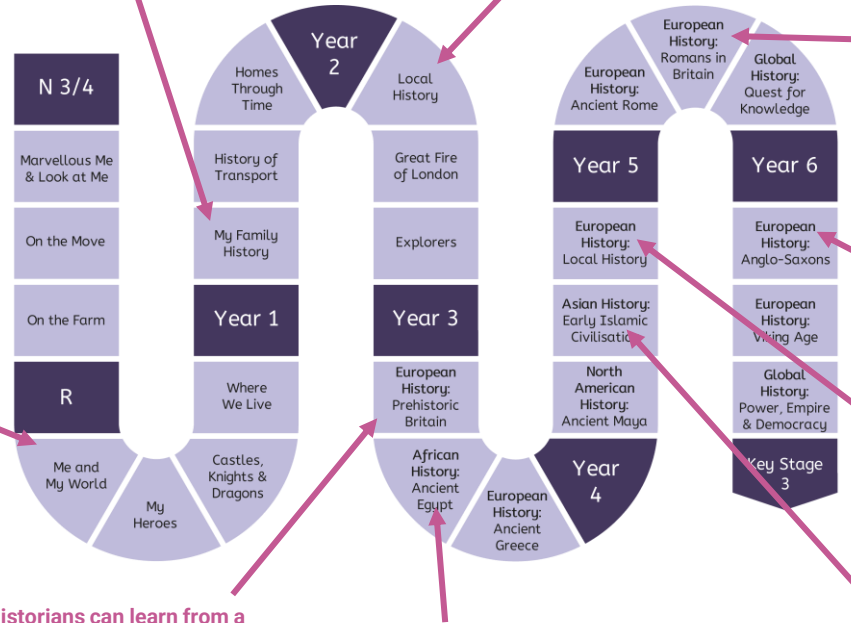 N 3/4
Marvellous Me
& Look at Me
On the Move
On the Farm
R
Me and
My World
My
Heroes
Castles,
Knights &
Dragons
Where
We Live
Year 1
My Family
History
History of
Transport
Homes
Through
Time
Year
2
Local
History
Great Fire
of London
Explorers
Year 3
European
History:
Prehistoric
Britain
African
History:
Ancient
Egypt
European
History:
Ancient
Greece
Year
4
North
American
History:
Ancient Maya
Asian History:
Early Islamic
Civilisation
European
History:
Local History
Year 5
European
History:
Ancient Rome
European
History:
Romans in
Britain
Global
History:
Quest for
Knowledge
Year 6
European
History:
Anglo-Saxons
European
History:
Viking Age
Global
History:
Power, Empire
& Democracy
Key Stage
3
istorians can learn from a